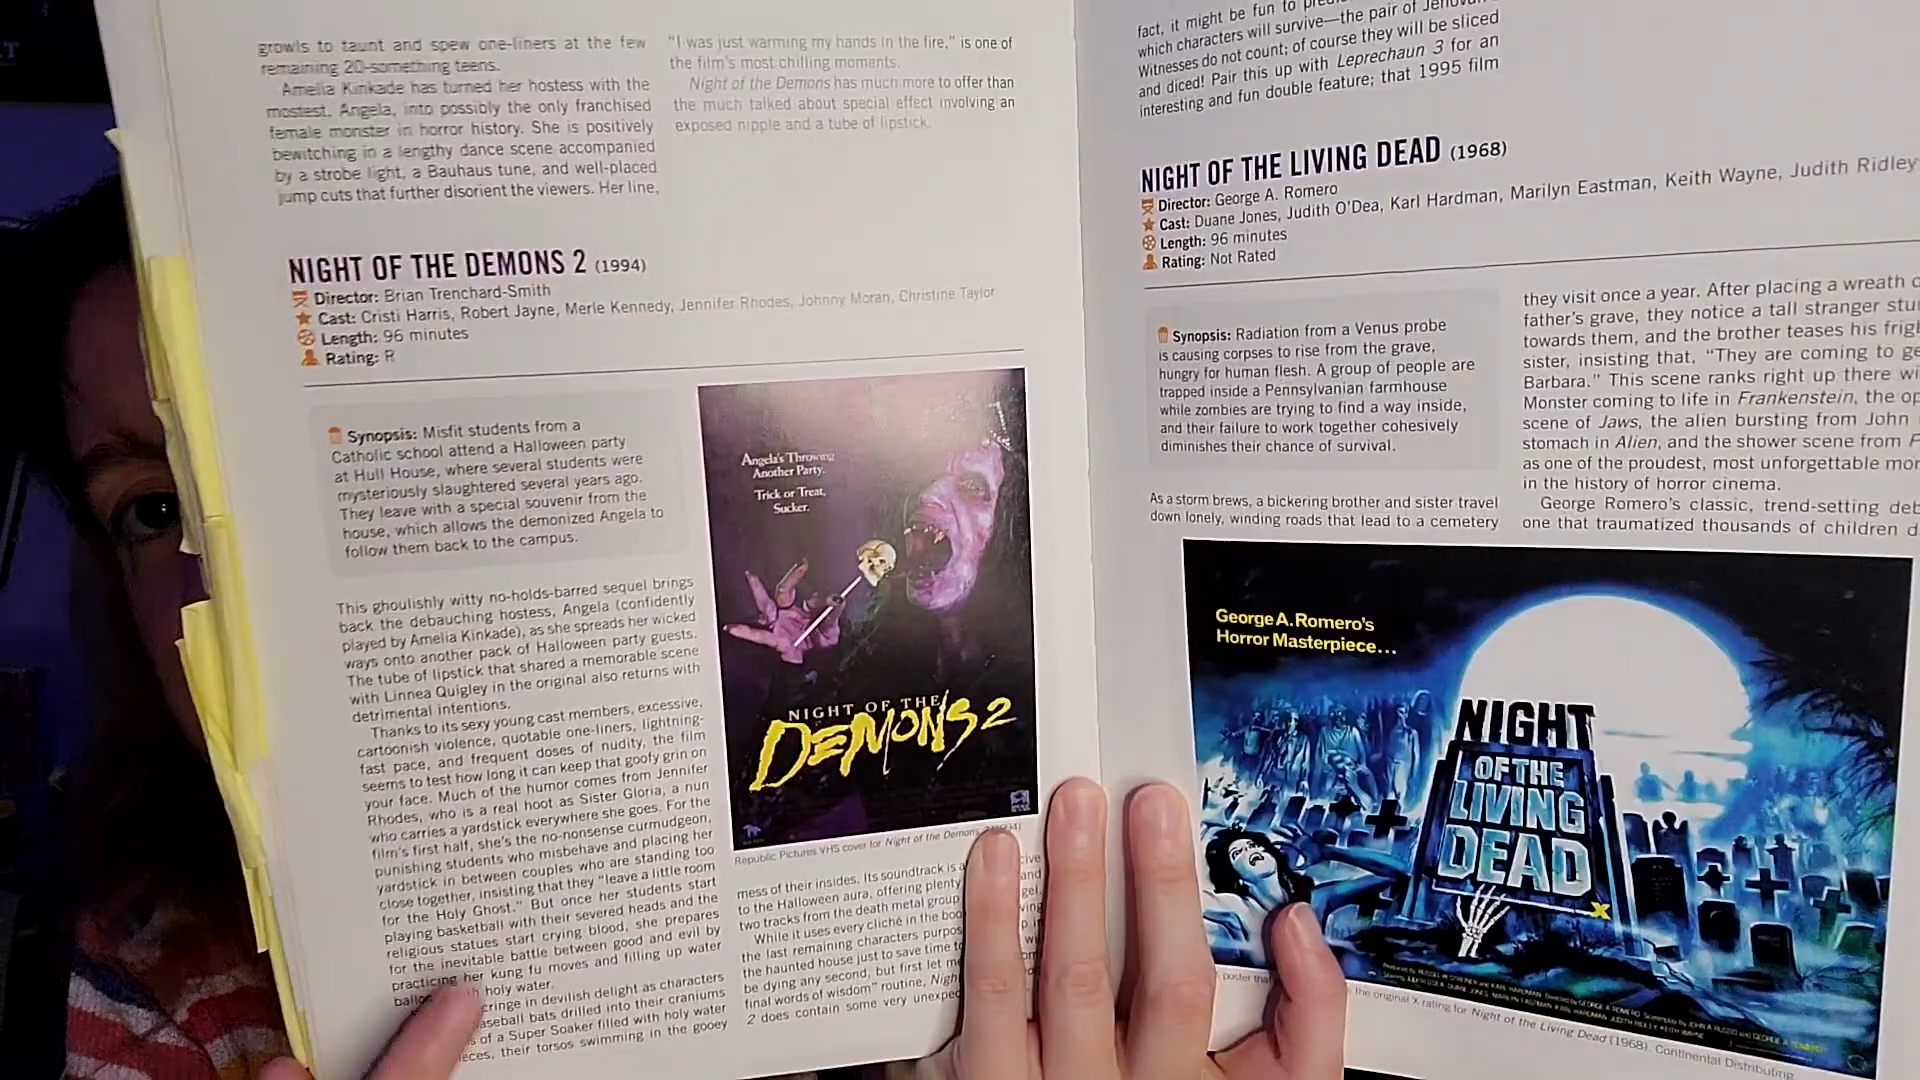 growls to taunt and spew one-liners at the few
remaining 20-something teens.
Amelia Kinkade has turned her hostess with the
mostest, Angela, into possibly the only franchised
female monster in horror history. She is positively
bewitching in a lengthy dance scene accompanied
by a strobe light, a Bauhaus tune, and well-placed
jump cuts that further disorient the viewers. Her line,
"I was just warming my hands in the fire," is one of
the film's most chilling moments.
Night of the Demons has much more to offer than
the much talked about special effect involving an
exposed nipple and a tube of lipstick.
NIGHT OF THE DEMONS 2 (1994)
Director: Brian Trenchard-Smith
Cast: Cristi Harris, Robert Jayne, Merle Kennedy, Jennifer Rhodes, Johnny Moran, Christine Taylor
Length: 96 minutes
Rating: R
Synopsis: Misfit students from a
Catholic school attend a Halloween party
at Hull House, where several students were
mysteriously slaughtered several years ago.
They leave with a special souvenir from the
house, which allows the demonized Angela to
follow them back to the campus.
This ghoulishly witty no-holds-barred sequel brings
back the debauching hostess, Angela (confidently
played by Amelia Kinkade), as she spreads her wicked
ways onto another pack of Halloween party guests.
The tube of lipstick that shared a memorable scene
with Linnea Quigley in the original also returns with
detrimental intentions.
Thanks to its sexy young cast members, excessive,
cartoonish violence, quotable one-liners, lightning-
fast pace, and frequent doses of nudity, the film
seems to test how long it can keep that goofy grin on
your face. Much of the humor comes from Jennifer
Rhodes, who is a real hoot as Sister Gloria, a nun
who carries a yardstick everywhere she goes. For the
film's first half, she's the no-nonsense curmudgeon,
punishing students who misbehave and placing her
yardstick in between couples who are standing too
close together, insisting that they "leave a little room
for the Holy Ghost." But once her students start
playing basketball with their severed heads and the
religious statues start crying blood, she prepares
for the inevitable battle between good and evil by
practicing her kung fu moves and filling up water
holy water.
cringe in devilish delight as characters
baseball bats drilled into their craniums
of a Super Soaker filled with holy water
their torsos swimming in the gooey
Angela's Throwing
Another Party.
Trick or Treat,
Sucker.
NIGHT OF THE
DEMONS 2
Republic Pictures VHS cover for Night of the Demons
mess of their insides. Its soundtrack is
to the Halloween aura, offering plenty and
two tracks from the death metal group
While it uses every cliché in the
the last remaining characters
the haunted house just to save time
be dying any second, but first let me
final words of wisdom" routine,
2 does contain some very
fact, it might be fun to
which characters will survive—the pair of
Witnesses do not count; of course they will be sliced
and diced! Pair this up with Leprechaun 3 for an
interesting and fun double feature; that 1995 film
NIGHT OF THE LIVING DEAD (1968)
Director: George A. Romero
Cast: Duane Jones, Judith O'Dea, Karl Hardman, Marilyn Eastman, Keith Wayne, Judith Ridley
Length: 96 minutes
Rating: Not Rated
Synopsis: Radiation from a Venus probe
is causing corpses to rise from the grave,
hungry for human flesh. A group of people are
trapped inside a Pennsylvanian farmhouse
while zombies are trying to find a way inside,
and their failure to work together cohesively
diminishes their chance of survival.
As a storm brews, a bickering brother and sister travel
down lonely, winding roads that lead to a cemetery
they visit once a year. After placing a wreath
father's grave, they notice a tall stranger
towards them, and the brother teases his
sister, insisting that, "They are coming to
Barbara." This scene ranks right up there
Monster coming to life in Frankenstein, the
scene of Jaws, the alien bursting from John
stomach in Alien, and the shower scene from
as one of the proudest, most unforgettable
in the history of horror cinema.
George Romero's classic, trend-setting
one that traumatized thousands of children
George A. Romero's
Horror Masterpiece...
NIGHT
OF THE
LIVING
DEAD
X
poster that
the original X rating for Night of the Living Dead (1968). Continental Distributing